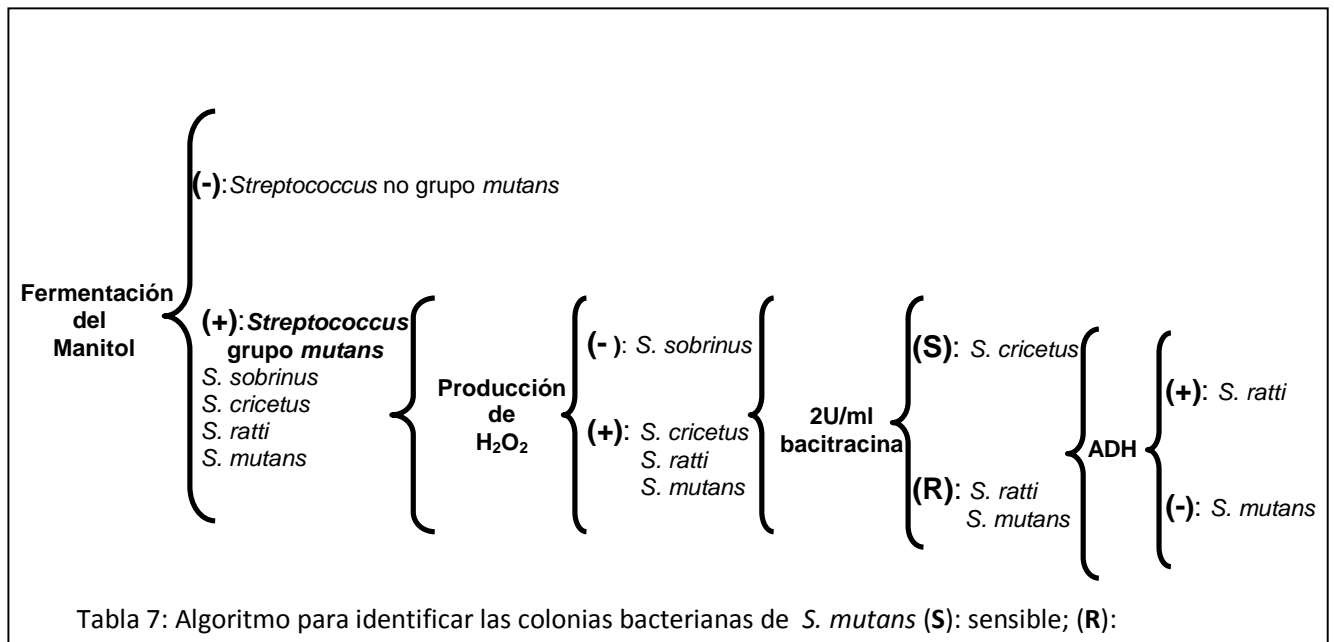 Fermentación
del
Manitol
(-):Streptococcus no grupo mutans
(+):Streptococcus
grupo mutans
S. sobrinus
S. cricetus
S. ratti
S. mutans
Producción
de
H₂O₂
(- ): S. sobrinus
(+): S. cricetus
S. ratti
S. mutans
2U/ml
bacitracina
(S): S. cricetus
(R): S. ratti
S. mutans
ADH
(+): S. ratti
(-): S. mutans
Tabla 7: Algoritmo para identificar las colonias bacterianas de S. mutans (S): sensible; (R):